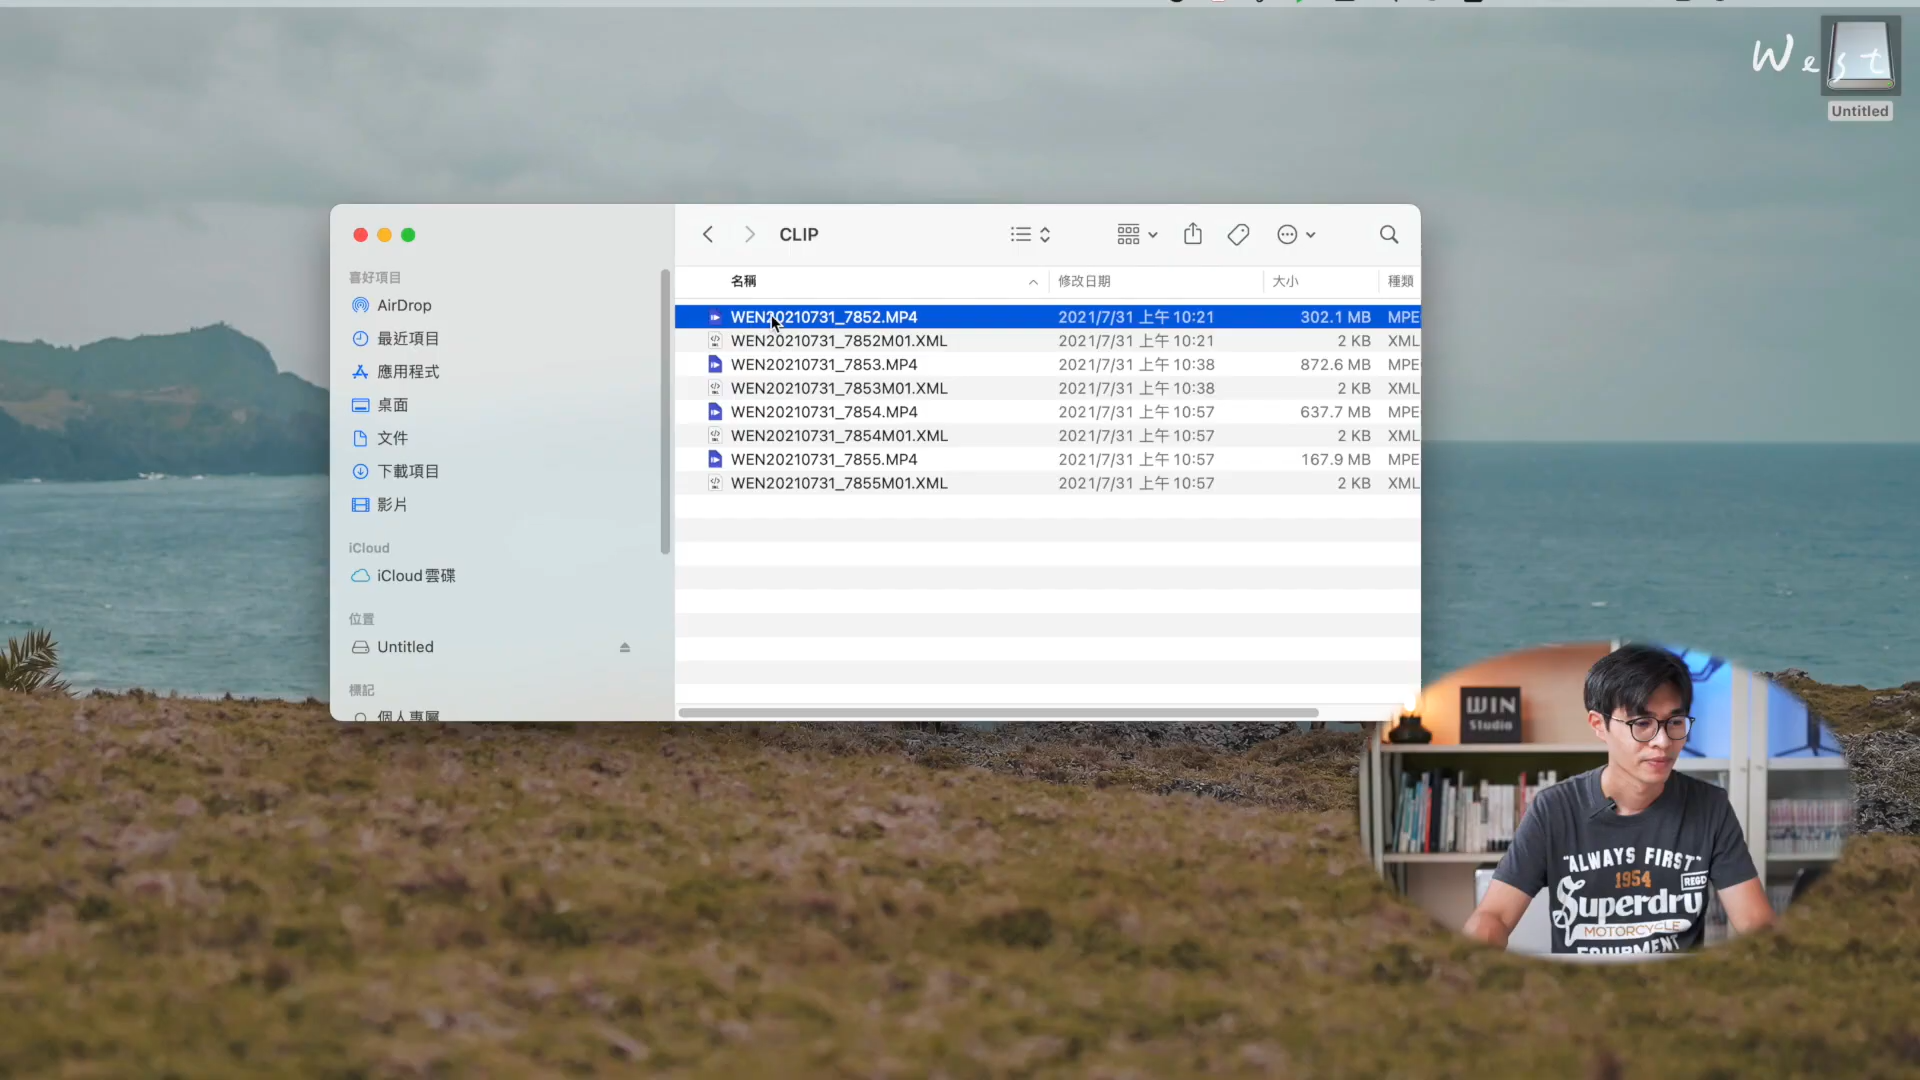 West
Untitled
CLIP
喜好項目
AirDrop
最近項目
應用程式
桌面
文件
下載項目
影片
iCloud
iCloud雲碟
位置
Untitled
標記
個人專屬
名稱 修改日期 大小 種類
WEN20210731_7852.MP4 2021/7/31 上午 10:21 302.1 MB MPE
WEN20210731_7852M01.XML 2021/7/31 上午 10:21 2 KB XML
WEN20210731_7853.MP4 2021/7/31 上午 10:38 872.6 MB MPE
WEN20210731_7853M01.XML 2021/7/31 上午 10:38 2 KB XML
WEN20210731_7854.MP4 2021/7/31 上午 10:57 637.7 MB MPE
WEN20210731_7854M01.XML 2021/7/31 上午 10:57 2 KB XML
WEN20210731_7855.MP4 2021/7/31 上午 10:57 167.9 MB MPE
WEN20210731_7855M01.XML 2021/7/31 上午 10:57 2 KB XML
WIN
Studio
"ALWAYS FIRST"
1954
REGD
Superdry
MOTORCYCLE
EQUIPMENT